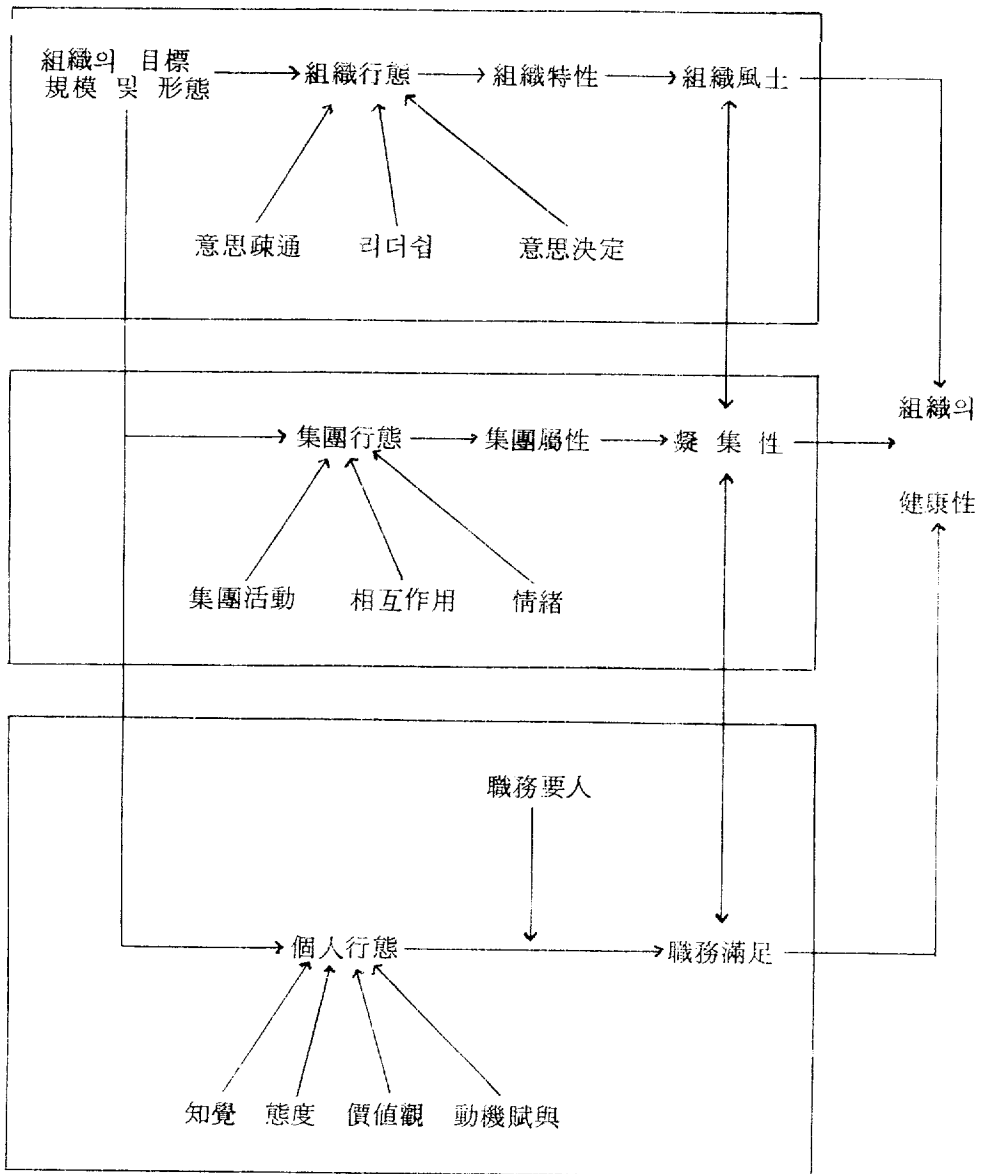 組織의 目標
規模 및 形態
組織行態
組織特性
組織風土
意思疎通
리더쉽
意思決定
集團行態
集團屬性
凝集性
組織의
健康性
集團活動
相互作用
情緖
職務要人
個人行態
職務滿足
知覺
態度
價値觀
動機賦與